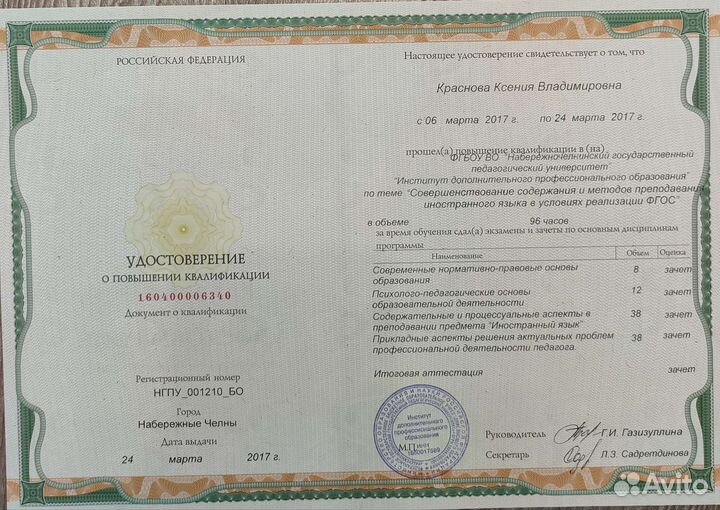 РОССИЙСКАЯ ФЕДЕРАЦИЯ
УДОСТОВЕРЕНИЕ
О ПОВЫШЕНИИ КВАЛИФИКАЦИИ
160400006340
Документ о квалификации
Регистрационный номер
НГПУ_001210_БО
Город
Набережные Челны
Дата выдачи
24 марта 2017 г.
Настоящее удостоверение свидетельствует о том, что
Краснова Ксения Владимировна
с 06 марта 2017 г. по 24 марта 2017 г.
прошел(а) повышение квалификации в (на)
ФГБОУ ВО "Набережночелнинский государственный
педагогический университет"
"Институт дополнительного профессионального образования"
по теме "Совершенствование содержания и методов преподавания
иностранного языка в условиях реализации ФГОС"
в объеме 96 часов
за время обучения сдал(а) экзамены и зачеты по основным дисциплинам
программы
Наименование Объем Оценка
Современные нормативно-правовые основы 8 зачет
образования
Психолого-педагогические основы 12 зачет
образовательной деятельности
Содержательные и процессуальные аспекты в 38 зачет
преподавании предмета "Иностранный язык"
Прикладные аспекты решения актуальных проблем 38 зачет
профессиональной деятельности педагога.
Итоговая аттестация зачет
Институт
дополнительного
профессионального
образования
М.П. ИНН
Руководитель Г.И. Газизуллина
Секретарь Л.З. Садретдинова
Avito